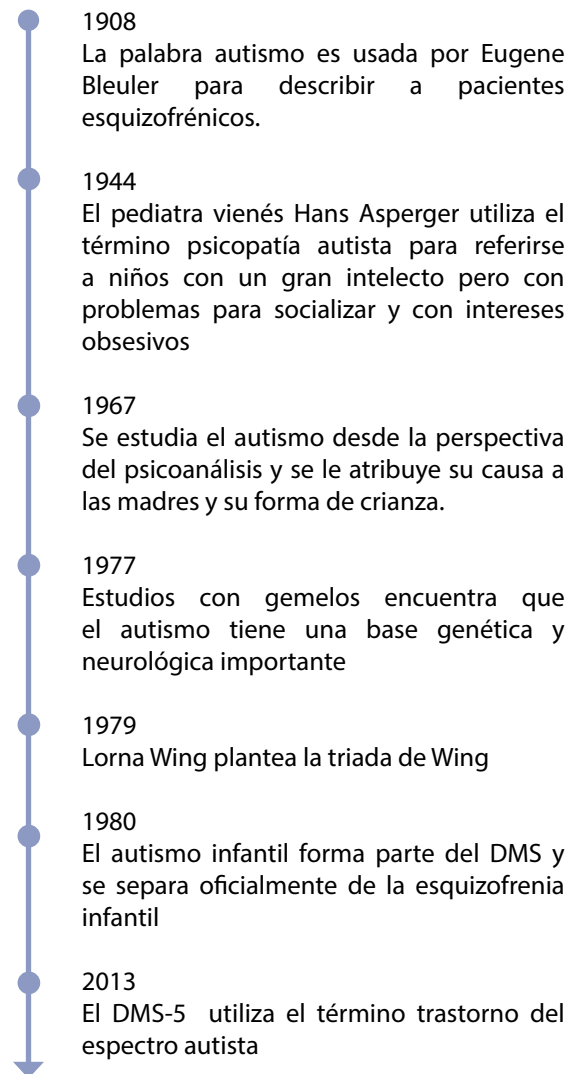 1908
La palabra autismo es usada por Eugene
Bleuler para describir a pacientes
esquizofrénicos.
1944
El pediatra vienés Hans Asperger utiliza el
término psicopatía autista para referirse
a niños con un gran intelecto pero con
problemas para socializar y con intereses
obsesivos
1967
Se estudia el autismo desde la perspectiva
del psicoanálisis y se le atribuye su causa a
las madres y su forma de crianza.
1977
Estudios con gemelos encuentra que
el autismo tiene una base genética y
neurológica importante
1979
Lorna Wing plantea la triada de Wing
1980
El autismo infantil forma parte del DMS y
se separa oficialmente de la esquizofrenia
infantil
2013
El DMS-5 utiliza el término trastorno del
espectro autista